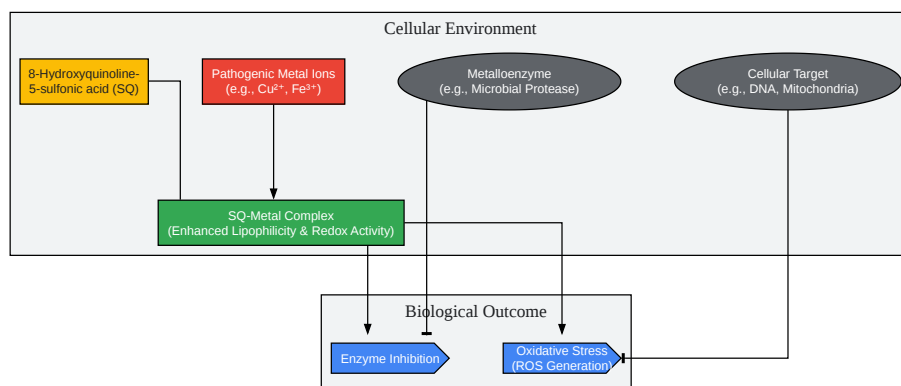 Cellular Environment
8-Hydroxyquinoline-
5-sulfonic acid (SQ)
Pathogenic Metal Ions
(e.g., Cu²⁺, Fe³⁺)
Metalloenzyme
(e.g., Microbial Protease)
Cellular Target
(e.g., DNA, Mitochondria)
SQ-Metal Complex
(Enhanced Lipophilicity & Redox Activity)
Biological Outcome
Enzyme Inhibition
Oxidative Stress
(ROS Generation)